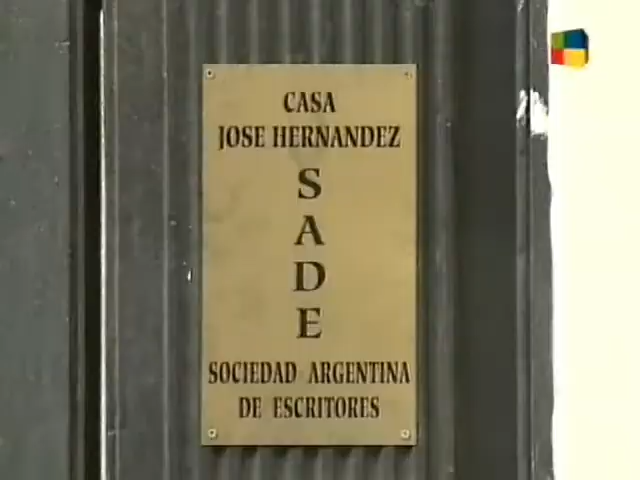 CASA
JOSE HERNANDEZ
S
A
D
E
SOCIEDAD ARGENTINA
DE ESCRITORES